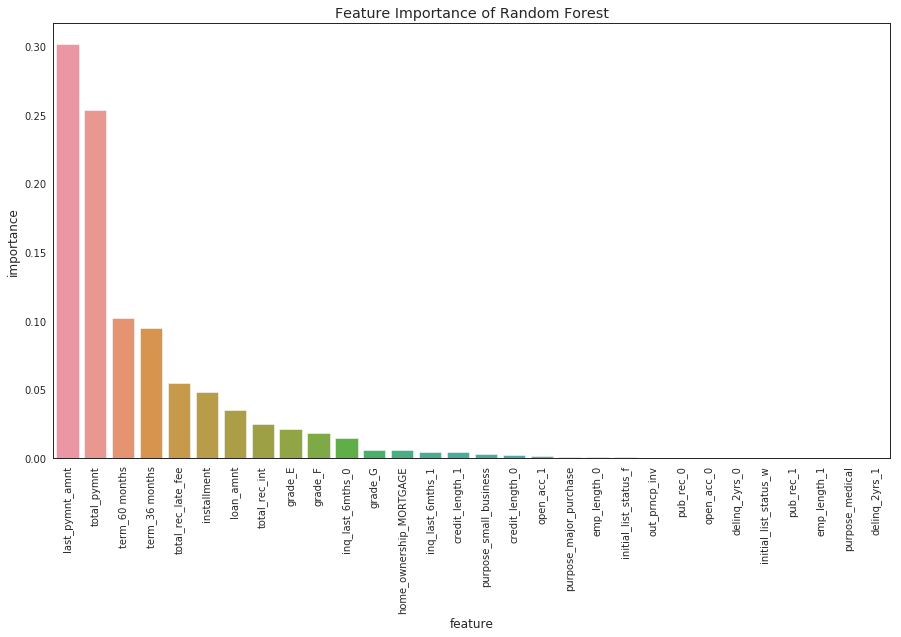 Feature Importance of Random Forest
importance
0.30
0.25
0.20
0.15
0.10
0.05
0.00
last_pymnt_amnt
total_pymnt
term_60 months
term_36 months
total_rec_late_fee
installment
loan_amnt
total_rec_int
grade_E
grade_F
inq_last_6mths_0
grade_G
home_ownership_MORTGAGE
inq_last_6mths_1
credit_length_1
purpose_small_business
credit_length_0
open_acc_1
purpose_major_purchase
emp_length_0
initial_list_status_f
out_prncp_inv
pub_rec_0
open_acc_0
delinq_2yrs_0
initial_list_status_w
pub_rec_1
emp_length_1
purpose_medical
delinq_2yrs_1
feature